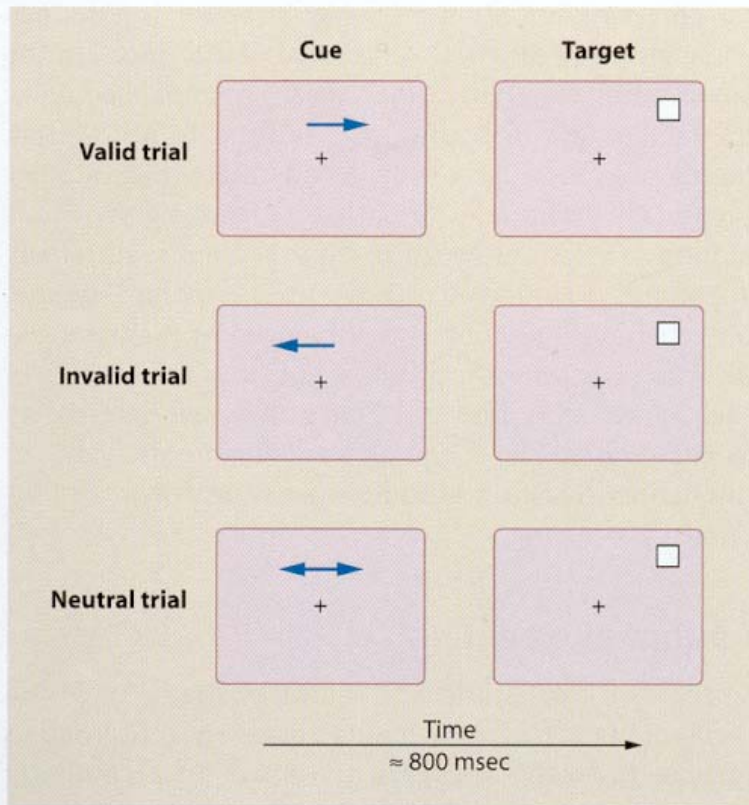 Cue Target
Valid trial
Invalid trial
Neutral trial
Time
≈ 800 msec